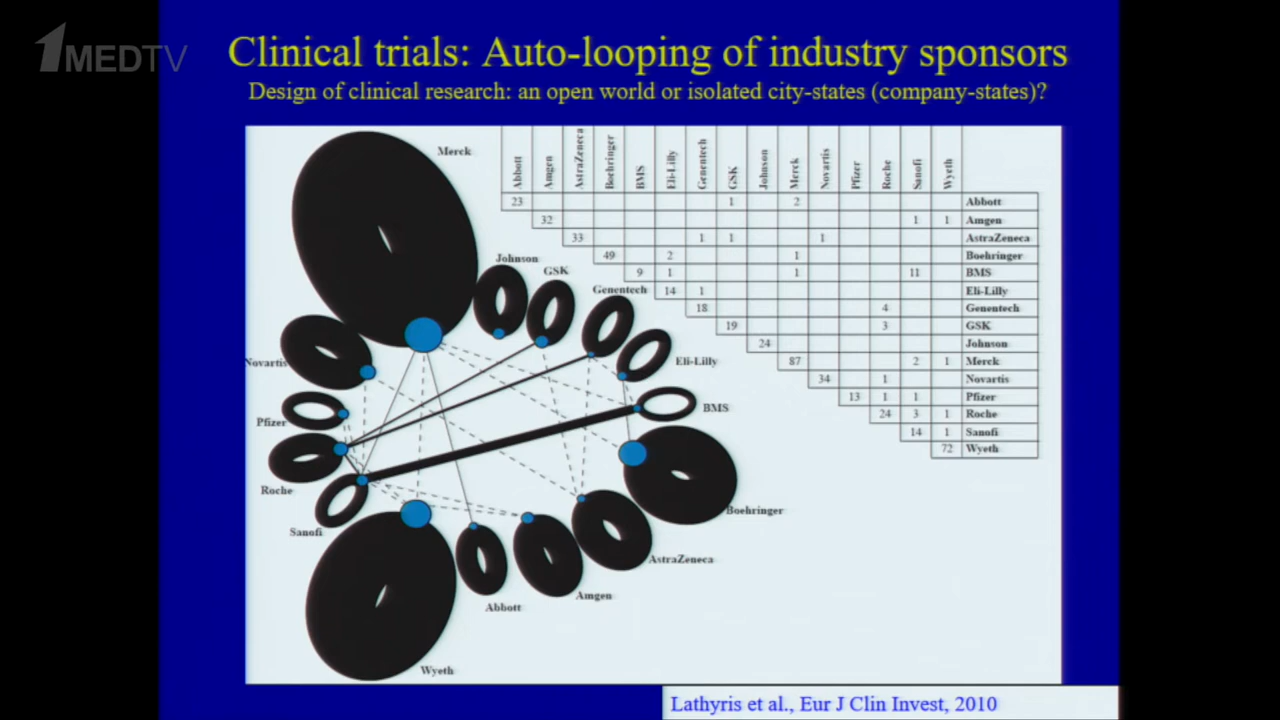 1MEDTV
Clinical trials: Auto-looping of industry sponsors
Design of clinical research: an open world or isolated city-states (company-states)?
Merck
Johnson
GSK
Genentech
Eli-Lilly
BMS
Boehringer
AstraZeneca
Amgen
Abbott
Wyeth
Sanofi
Roche
Pfizer
Novartis
Abbott Amgen AstraZeneca Boehringer BMS Eli-Lilly Genentech GSK Johnson Merck Novartis Pfizer Roche Sanofi Wyeth
23 1 2 Abbott
32 1 1 Amgen
33 1 1 1 AstraZeneca
49 2 1 Boehringer
9 1 1 11 BMS
14 1 Eli-Lilly
18 4 Genentech
19 3 GSK
24 Johnson
87 2 1 Merck
34 1 Novartis
13 1 1 Pfizer
24 3 1 Roche
14 1 Sanofi
72 Wyeth
Lathyris et al., Eur J Clin Invest, 2010